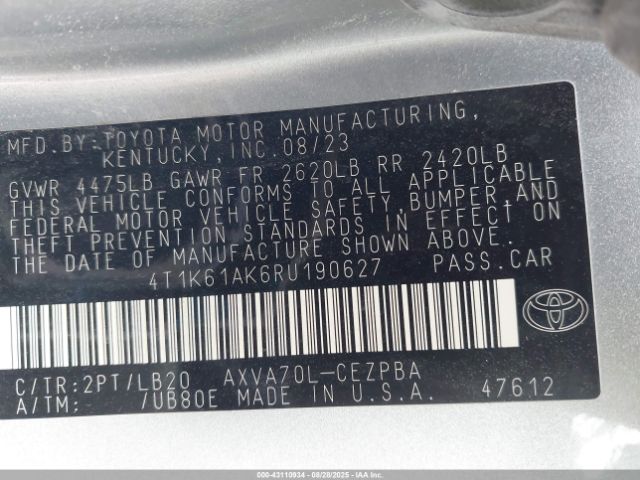 MFD.BY:TOYOTA MOTOR MANUFACTURING,
KENTUCKY,INC.08/23
GVWR 4475LB GAWR FR 2620LB RR 2420LB
THIS VEHICLE CONFORMS TO ALL APPLICABLE
FEDERAL MOTOR VEHICLE SAFETY,BUMPER,AND
THEFT PREVENTION STANDARDS IN EFFECT ON
THE DATE OF MANUFACTURE SHOWN ABOVE.
4T1K61AK6RU190627 PASS.CAR
C/TR:2PT/LB20 AXVA70L-CEZPBA
A/TM: /UB80E MADE IN U.S.A. 47612
000-43110934 | 08/28/2025 - Copyright IAA, LLC.